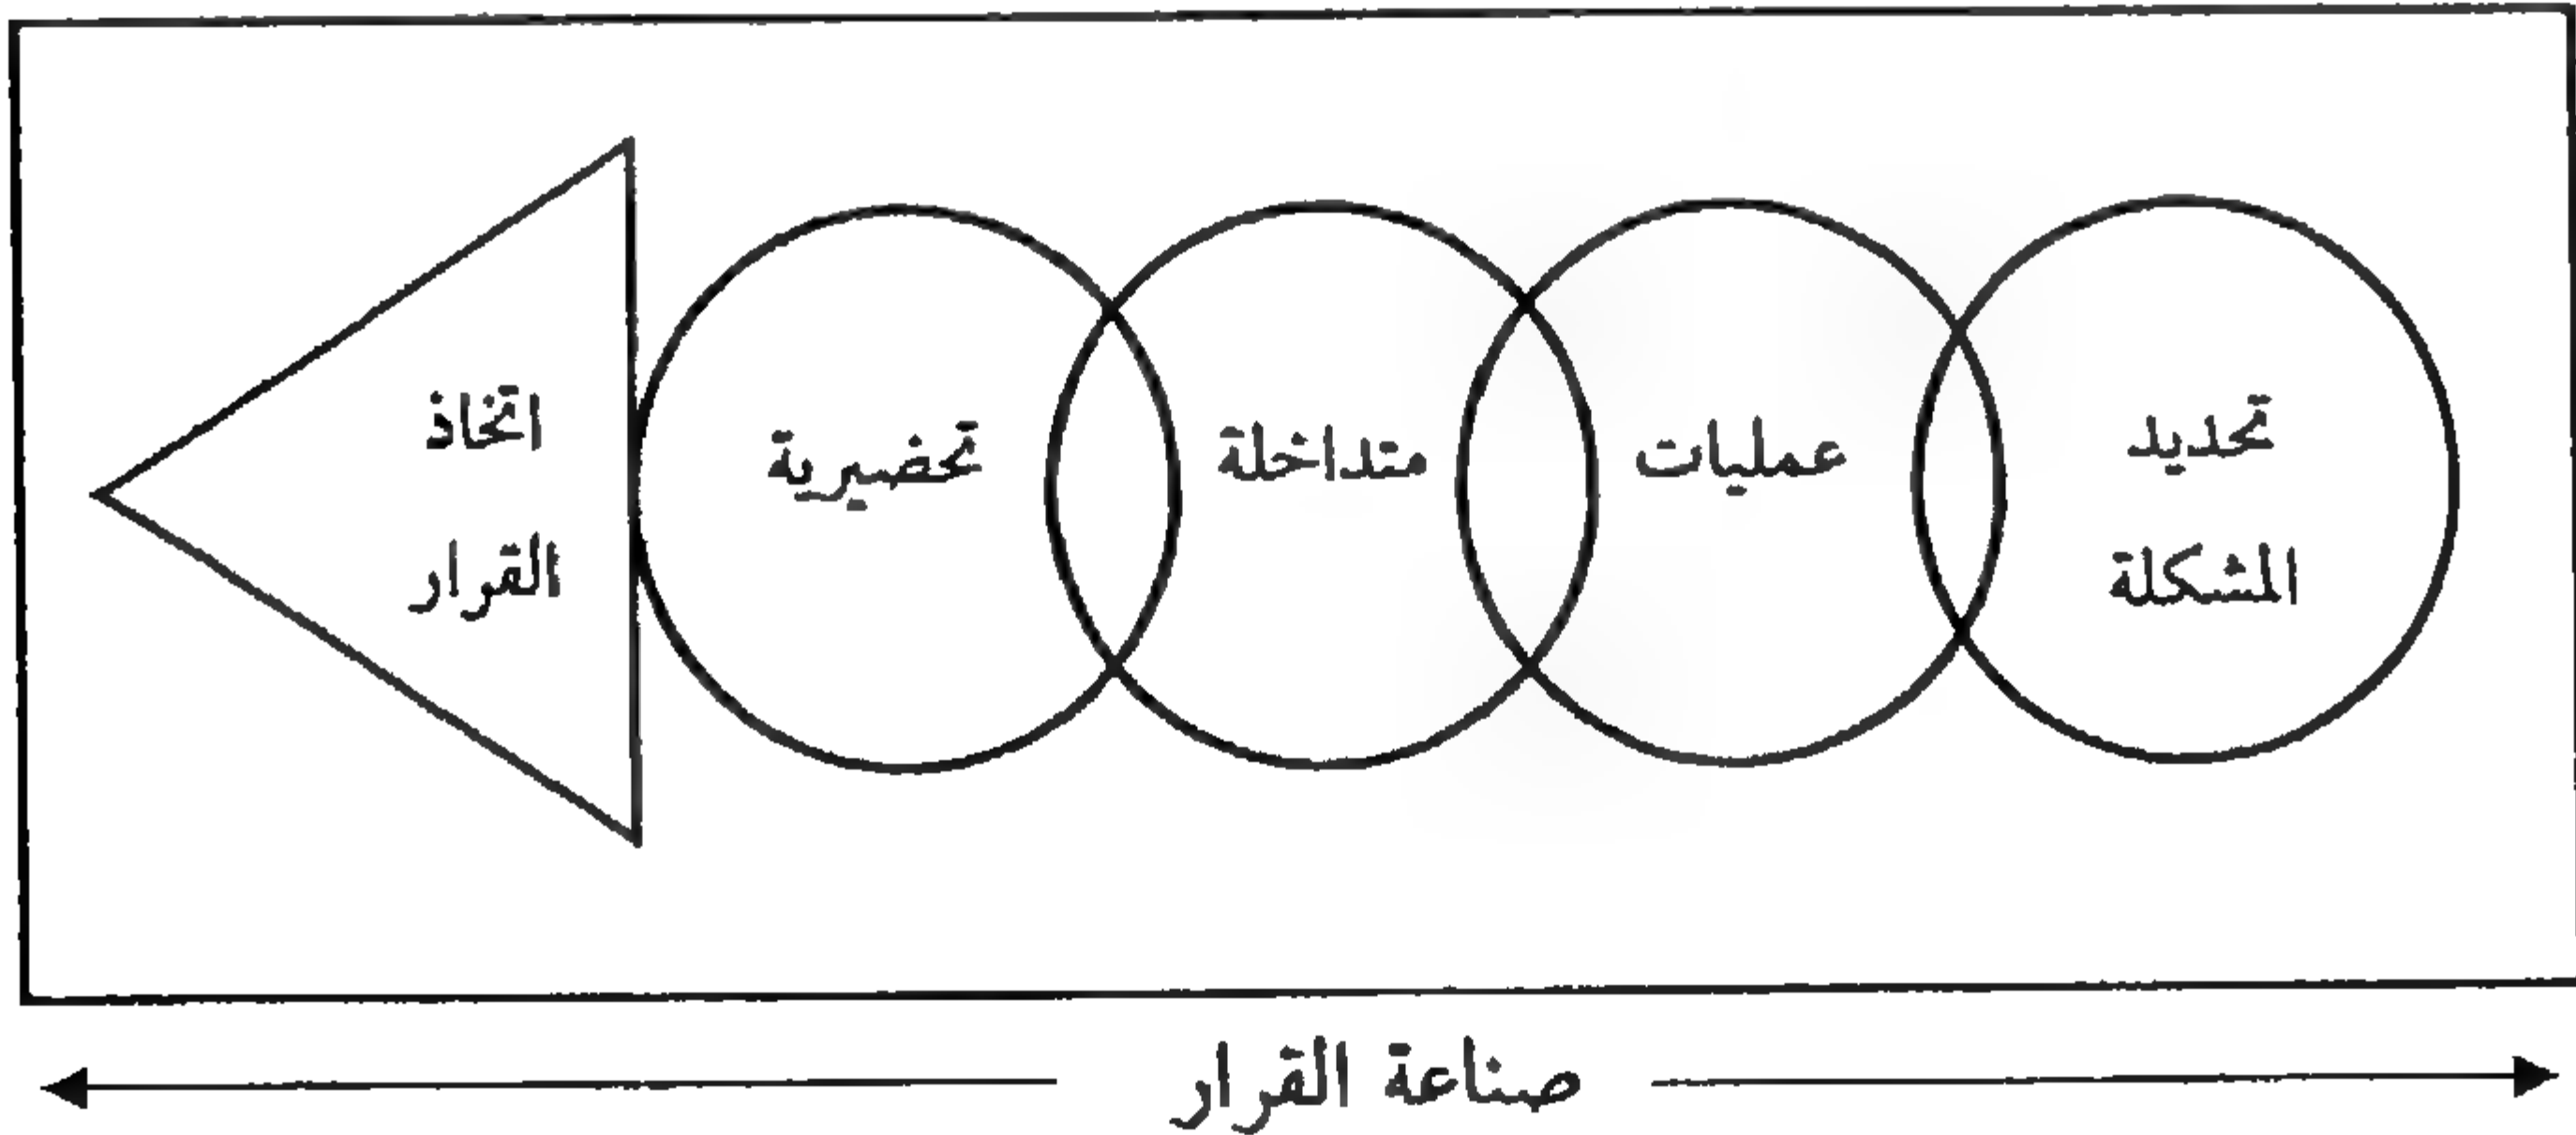 تحديد
المشكلة
عمليات
متداخلة
تحضيرية
اتخاذ
القرار
صناعة القرار